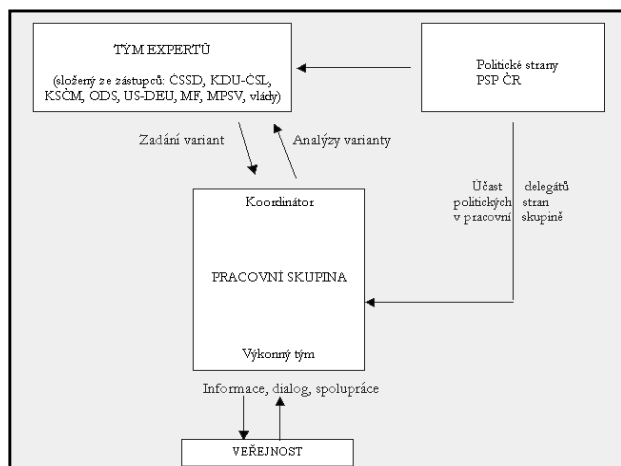 TÝM EXPERTŮ
(složený ze zástupců: ČSSD, KDU-ČSL,
KSČM, ODS, US-DEU, MF, MPSV, vlády)
Politické strany
PSP ČR
Zadání variant
Analýzy varianty
Účast delegátů
politických stran
v pracovní skupině
Koordinátor
PRACOVNÍ SKUPINA
Výkonný tým
Informace, dialog, spolupráce
VEŘEJNOST